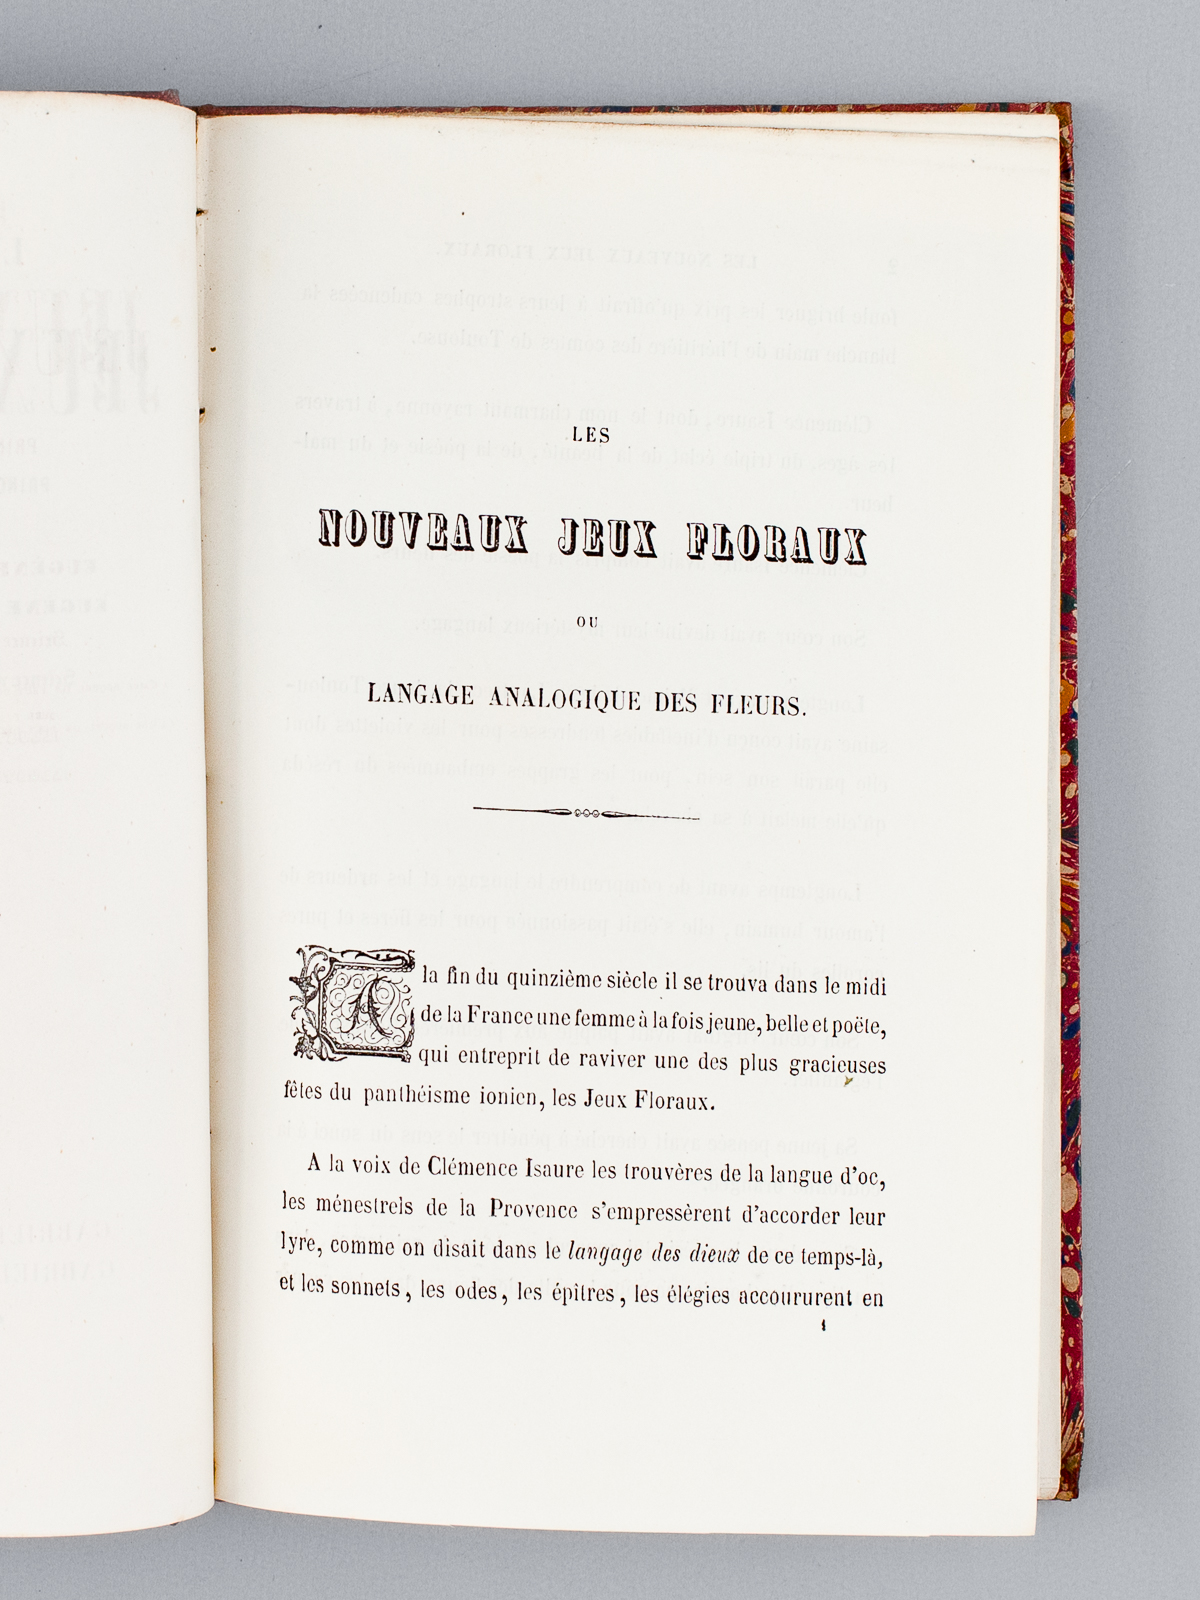 LES
NOUVEAUX JEUX FLORAUX
OU
LANGAGE ANALOGIQUE DES FLEURS.
A la fin du quinzième siècle il se trouva dans le midi
de la France une femme à la fois jeune, belle et poëte,
qui entreprit de raviver une des plus gracieuses
fêtes du panthéisme ionien, les Jeux Floraux.
A la voix de Clémence Isaure les trouvères de la langue d'oc,
les ménestrels de la Provence s'empressèrent d'accorder leur
lyre, comme on disait dans le langage des dieux de ce temps-là,
et les sonnets, les odes, les épîtres, les élégies accoururent en
1